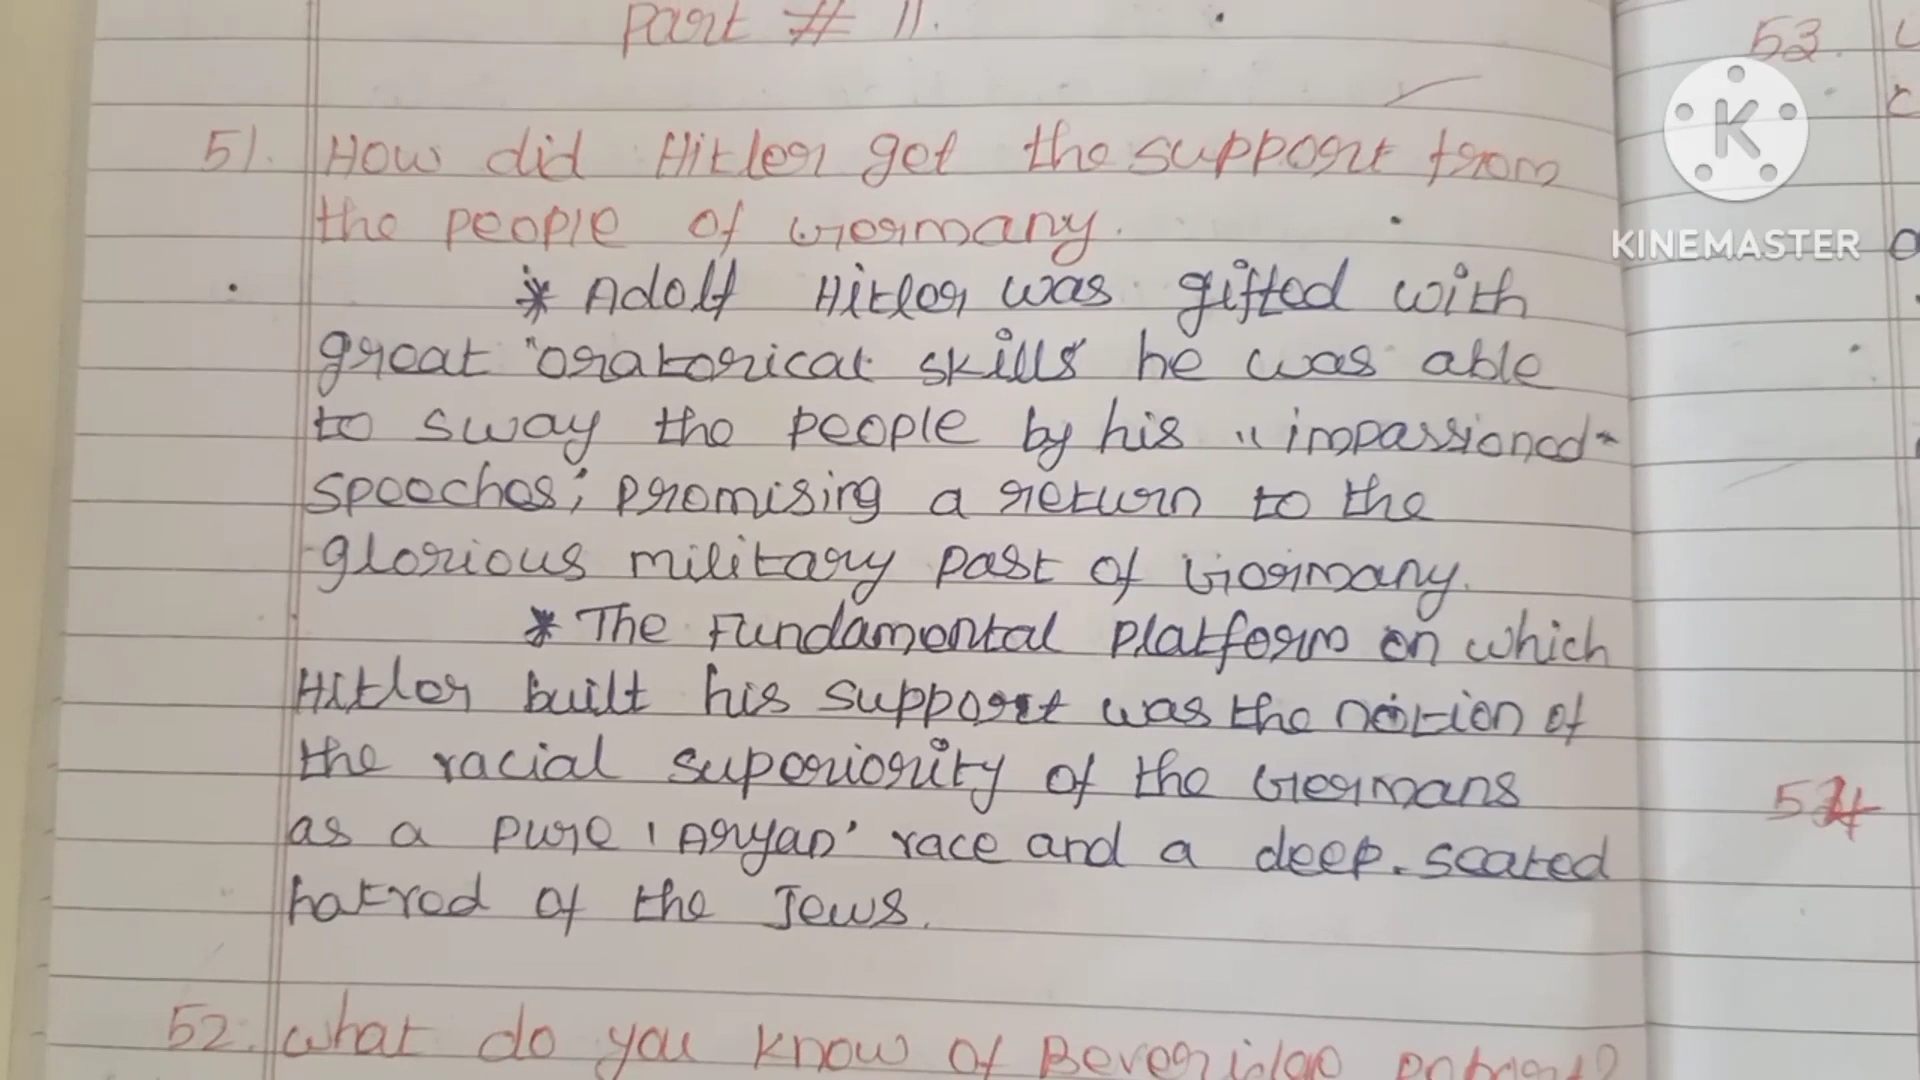 Part # 11.
51. How did Hitler get the support from
the people of Germany.
* Adolf Hitler was gifted with
great "oratorical skills" he was able
to sway the people by his "impassioned-
speeches", promising a return to the
glorious military past of Germany.
* The Fundamental platform on which
Hitler built his support was the notion of
the racial superiority of the Germans
as a pure 'Aryan' race and a deep-seated
hatred of the Jews.
52. What do you know of Beveridge
53.
54
KINEMASTER